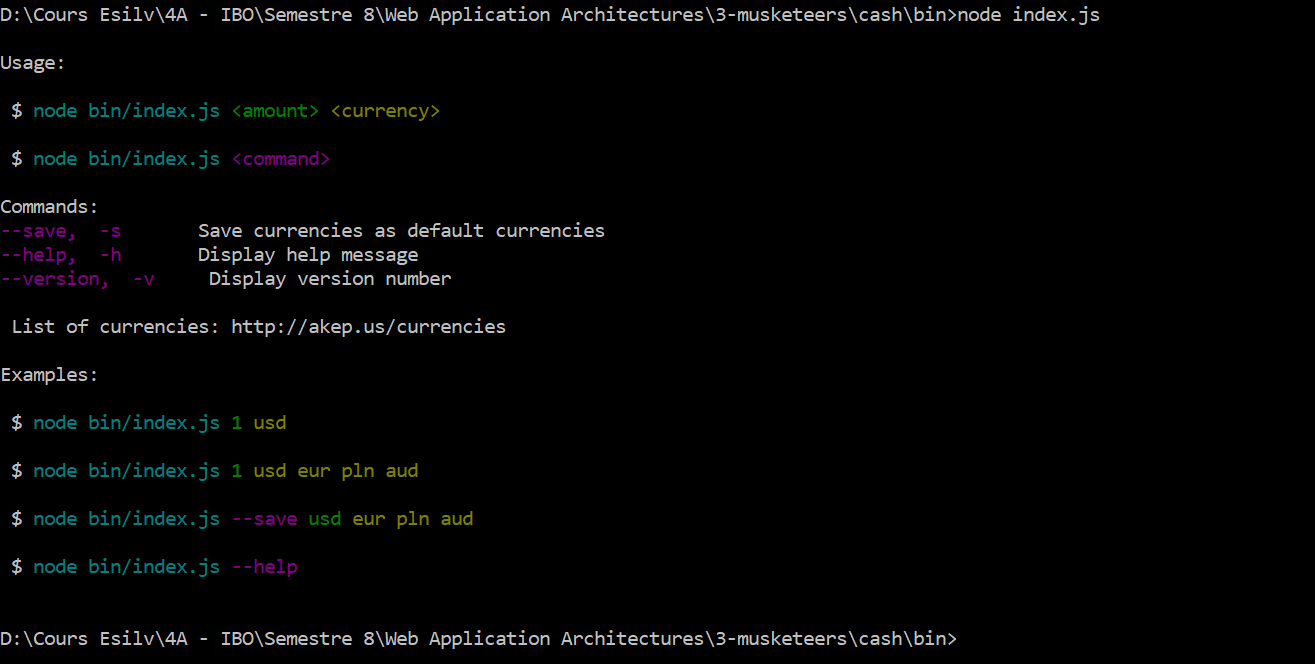 D:\Cours Esilv\4A - IBO\Semestre 8\Web Application Architectures\3-musketeers\cash\bin>node index.js
Usage:
$ node bin/index.js <amount> <currency>
$ node bin/index.js <command>
Commands:
--save,  -s       Save currencies as default currencies
--help,  -h       Display help message
--version,  -v     Display version number
List of currencies: http://akep.us/currencies
Examples:
$ node bin/index.js 1 usd
$ node bin/index.js 1 usd eur pln aud
$ node bin/index.js --save usd eur pln aud
$ node bin/index.js --help
D:\Cours Esilv\4A - IBO\Semestre 8\Web Application Architectures\3-musketeers\cash\bin>